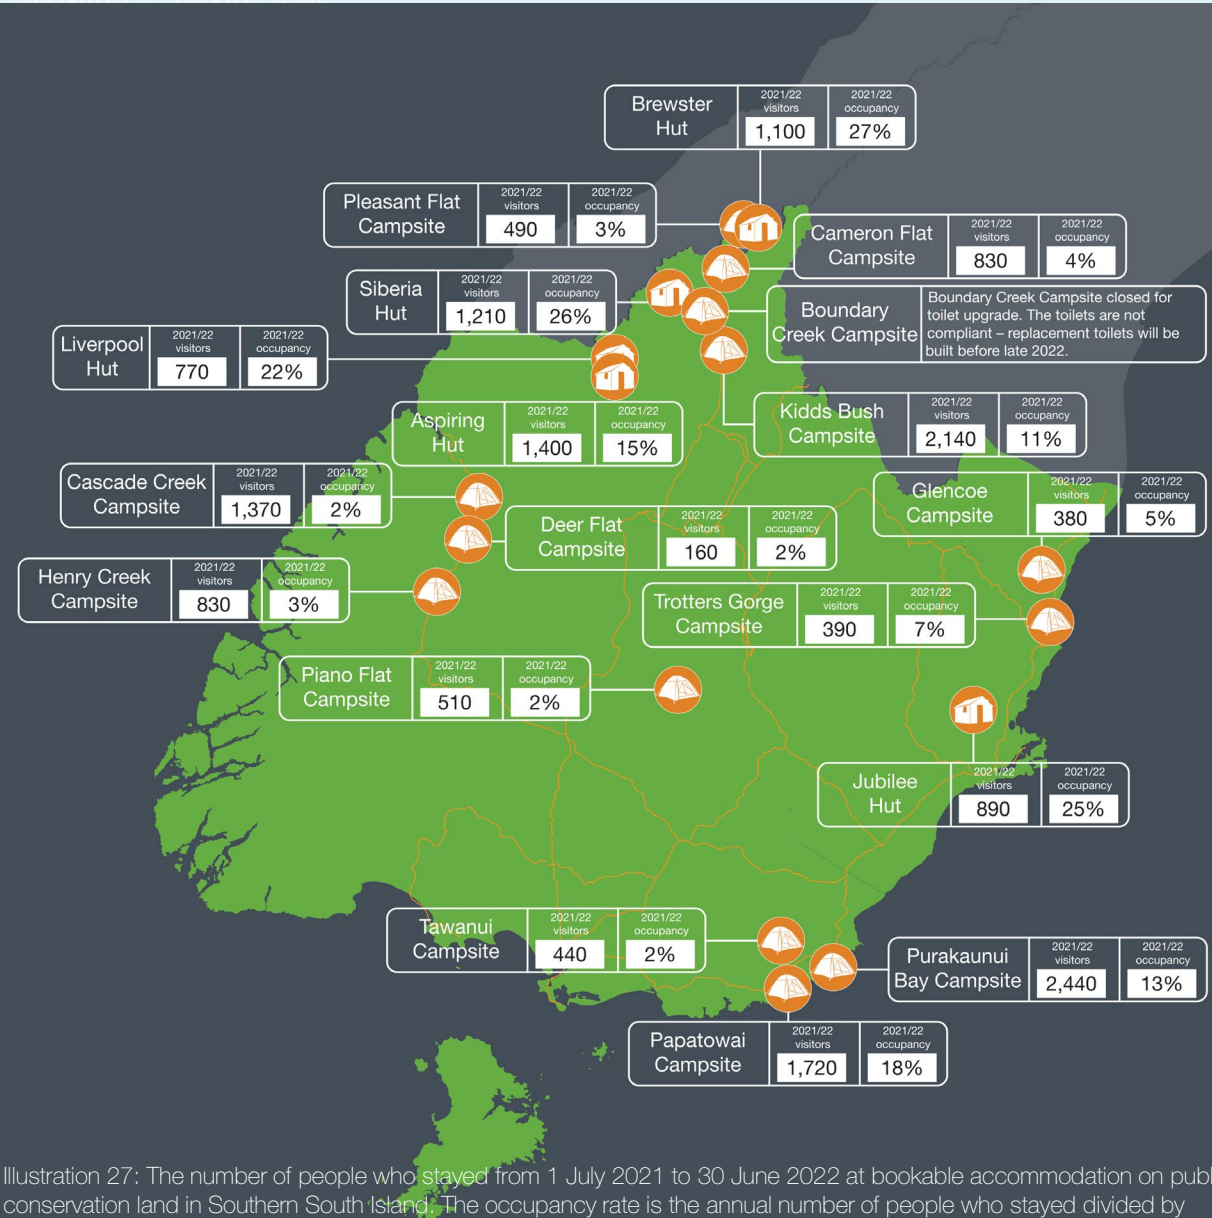 Brewster
Hut
2021/22
visitors
1,100
2021/22
occupancy
27%
Pleasant Flat
Campsite
2021/22
visitors
490
2021/22
occupancy
3%
Cameron Flat
Campsite
2021/22
visitors
830
2021/22
occupancy
4%
Siberia
Hut
2021/22
visitors
1,210
2021/22
occupancy
26%
Boundary
Creek Campsite
Boundary Creek Campsite closed for
toilet upgrade. The toilets are not
compliant – replacement toilets will be
built before late 2022.
Liverpool
Hut
2021/22
visitors
770
2021/22
occupancy
22%
Aspiring
Hut
2021/22
visitors
1,400
2021/22
occupancy
15%
Kidds Bush
Campsite
2021/22
visitors
2,140
2021/22
occupancy
11%
Cascade Creek
Campsite
2021/22
visitors
1,370
2021/22
occupancy
2%
Glencoe
Campsite
2021/22
visitors
380
2021/22
occupancy
5%
Deer Flat
Campsite
2021/22
visitors
160
2021/22
occupancy
2%
Henry Creek
Campsite
2021/22
visitors
830
2021/22
occupancy
3%
Trotters Gorge
Campsite
2021/22
visitors
390
2021/22
occupancy
7%
Piano Flat
Campsite
2021/22
visitors
510
2021/22
occupancy
2%
Jubilee
Hut
2021/22
visitors
890
2021/22
occupancy
25%
Tawanui
Campsite
2021/22
visitors
440
2021/22
occupancy
2%
Purakaunui
Bay Campsite
2021/22
visitors
2,440
2021/22
occupancy
13%
Papatowai
Campsite
2021/22
visitors
1,720
2021/22
occupancy
18%
Illustration 27: The number of people who stayed from 1 July 2021 to 30 June 2022 at bookable accommodation on publ
conservation land in Southern South Island. The occupancy rate is the annual number of people who stayed divided by